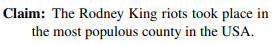 Claim: The Rodney King riots took place in
the most populous county in the USA.